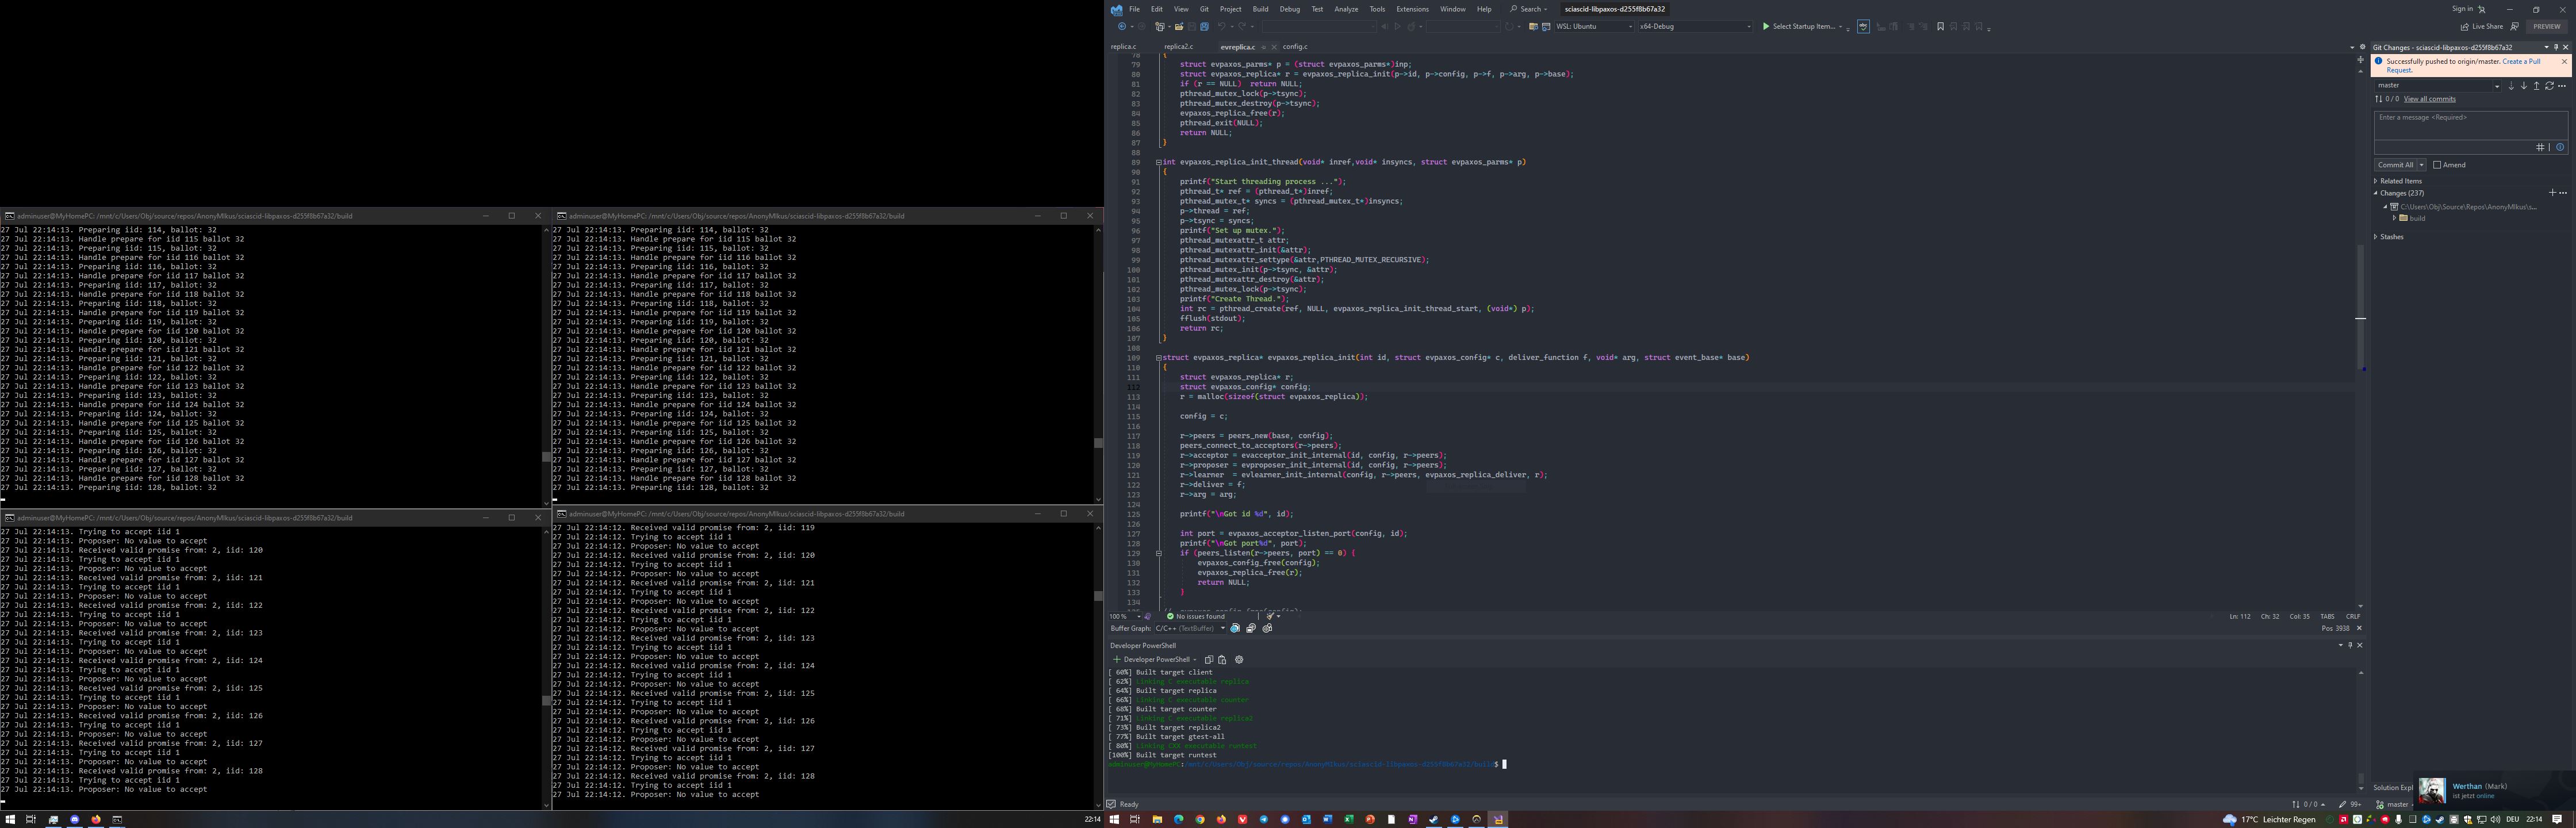 adminuser@MyHomePC: /mnt/c/Users/Obj/source/repos/AnonyMIkus/sciascid-libpaxos-d255f8b67a32/build
27 Jul 22:14:13. Preparing iid: 114, ballot: 32
27 Jul 22:14:13. Handle prepare for iid 115 ballot 32
27 Jul 22:14:13. Preparing iid: 115, ballot: 32
27 Jul 22:14:13. Handle prepare for iid 116 ballot 32
27 Jul 22:14:13. Preparing iid: 116, ballot: 32
27 Jul 22:14:13. Handle prepare for iid 117 ballot 32
27 Jul 22:14:13. Preparing iid: 117, ballot: 32
27 Jul 22:14:13. Handle prepare for iid 118 ballot 32
27 Jul 22:14:13. Preparing iid: 118, ballot: 32
27 Jul 22:14:13. Handle prepare for iid 119 ballot 32
27 Jul 22:14:13. Preparing iid: 119, ballot: 32
27 Jul 22:14:13. Handle prepare for iid 120 ballot 32
27 Jul 22:14:13. Preparing iid: 120, ballot: 32
27 Jul 22:14:13. Handle prepare for iid 121 ballot 32
27 Jul 22:14:13. Preparing iid: 121, ballot: 32
27 Jul 22:14:13. Handle prepare for iid 122 ballot 32
27 Jul 22:14:13. Preparing iid: 122, ballot: 32
27 Jul 22:14:13. Handle prepare for iid 123 ballot 32
27 Jul 22:14:13. Preparing iid: 123, ballot: 32
27 Jul 22:14:13. Handle prepare for iid 124 ballot 32
27 Jul 22:14:13. Preparing iid: 124, ballot: 32
27 Jul 22:14:13. Handle prepare for iid 125 ballot 32
27 Jul 22:14:13. Preparing iid: 125, ballot: 32
27 Jul 22:14:13. Handle prepare for iid 126 ballot 32
27 Jul 22:14:13. Preparing iid: 126, ballot: 32
27 Jul 22:14:13. Handle prepare for iid 127 ballot 32
27 Jul 22:14:13. Preparing iid: 127, ballot: 32
27 Jul 22:14:13. Handle prepare for iid 128 ballot 32
27 Jul 22:14:13. Preparing iid: 128, ballot: 32
adminuser@MyHomePC: /mnt/c/Users/Obj/source/repos/AnonyMIkus/sciascid-libpaxos-d255f8b67a32/build
27 Jul 22:14:13. Preparing iid: 114, ballot: 32
27 Jul 22:14:13. Handle prepare for iid 115 ballot 32
27 Jul 22:14:13. Preparing iid: 115, ballot: 32
27 Jul 22:14:13. Handle prepare for iid 116 ballot 32
27 Jul 22:14:13. Preparing iid: 116, ballot: 32
27 Jul 22:14:13. Handle prepare for iid 117 ballot 32
27 Jul 22:14:13. Preparing iid: 117, ballot: 32
27 Jul 22:14:13. Handle prepare for iid 118 ballot 32
27 Jul 22:14:13. Preparing iid: 118, ballot: 32
27 Jul 22:14:13. Handle prepare for iid 119 ballot 32
27 Jul 22:14:13. Preparing iid: 119, ballot: 32
27 Jul 22:14:13. Handle prepare for iid 120 ballot 32
27 Jul 22:14:13. Preparing iid: 120, ballot: 32
27 Jul 22:14:13. Handle prepare for iid 121 ballot 32
27 Jul 22:14:13. Preparing iid: 121, ballot: 32
27 Jul 22:14:13. Handle prepare for iid 122 ballot 32
27 Jul 22:14:13. Preparing iid: 122, ballot: 32
27 Jul 22:14:13. Handle prepare for iid 123 ballot 32
27 Jul 22:14:13. Preparing iid: 123, ballot: 32
27 Jul 22:14:13. Handle prepare for iid 124 ballot 32
27 Jul 22:14:13. Preparing iid: 124, ballot: 32
27 Jul 22:14:13. Handle prepare for iid 125 ballot 32
27 Jul 22:14:13. Preparing iid: 125, ballot: 32
27 Jul 22:14:13. Handle prepare for iid 126 ballot 32
27 Jul 22:14:13. Preparing iid: 126, ballot: 32
27 Jul 22:14:13. Handle prepare for iid 127 ballot 32
27 Jul 22:14:13. Preparing iid: 127, ballot: 32
27 Jul 22:14:13. Handle prepare for iid 128 ballot 32
27 Jul 22:14:13. Preparing iid: 128, ballot: 32
adminuser@MyHomePC: /mnt/c/Users/Obj/source/repos/AnonyMIkus/sciascid-libpaxos-d255f8b67a32/build
27 Jul 22:14:13. Trying to accept iid 1
27 Jul 22:14:13. Proposer: No value to accept
27 Jul 22:14:13. Received valid promise from: 2, iid: 120
27 Jul 22:14:13. Trying to accept iid 1
27 Jul 22:14:13. Proposer: No value to accept
27 Jul 22:14:13. Received valid promise from: 2, iid: 121
27 Jul 22:14:13. Trying to accept iid 1
27 Jul 22:14:13. Proposer: No value to accept
27 Jul 22:14:13. Received valid promise from: 2, iid: 122
27 Jul 22:14:13. Trying to accept iid 1
27 Jul 22:14:13. Proposer: No value to accept
27 Jul 22:14:13. Received valid promise from: 2, iid: 123
27 Jul 22:14:13. Trying to accept iid 1
27 Jul 22:14:13. Proposer: No value to accept
27 Jul 22:14:13. Received valid promise from: 2, iid: 124
27 Jul 22:14:13. Trying to accept iid 1
27 Jul 22:14:13. Proposer: No value to accept
27 Jul 22:14:13. Received valid promise from: 2, iid: 125
27 Jul 22:14:13. Trying to accept iid 1
27 Jul 22:14:13. Proposer: No value to accept
27 Jul 22:14:13. Received valid promise from: 2, iid: 126
27 Jul 22:14:13. Trying to accept iid 1
27 Jul 22:14:13. Proposer: No value to accept
27 Jul 22:14:13. Received valid promise from: 2, iid: 127
27 Jul 22:14:13. Trying to accept iid 1
27 Jul 22:14:13. Proposer: No value to accept
27 Jul 22:14:13. Received valid promise from: 2, iid: 128
27 Jul 22:14:13. Trying to accept iid 1
27 Jul 22:14:13. Proposer: No value to accept
adminuser@MyHomePC: /mnt/c/Users/Obj/source/repos/AnonyMIkus/sciascid-libpaxos-d255f8b67a32/build
27 Jul 22:14:12. Received valid promise from: 2, iid: 119
27 Jul 22:14:12. Trying to accept iid 1
27 Jul 22:14:12. Proposer: No value to accept
27 Jul 22:14:12. Received valid promise from: 2, iid: 120
27 Jul 22:14:12. Trying to accept iid 1
27 Jul 22:14:12. Proposer: No value to accept
27 Jul 22:14:12. Received valid promise from: 2, iid: 121
27 Jul 22:14:12. Trying to accept iid 1
27 Jul 22:14:12. Proposer: No value to accept
27 Jul 22:14:12. Received valid promise from: 2, iid: 122
27 Jul 22:14:12. Trying to accept iid 1
27 Jul 22:14:12. Proposer: No value to accept
27 Jul 22:14:12. Received valid promise from: 2, iid: 123
27 Jul 22:14:12. Trying to accept iid 1
27 Jul 22:14:12. Proposer: No value to accept
27 Jul 22:14:12. Received valid promise from: 2, iid: 124
27 Jul 22:14:12. Trying to accept iid 1
27 Jul 22:14:12. Proposer: No value to accept
27 Jul 22:14:12. Received valid promise from: 2, iid: 125
27 Jul 22:14:12. Trying to accept iid 1
27 Jul 22:14:12. Proposer: No value to accept
27 Jul 22:14:12. Received valid promise from: 2, iid: 126
27 Jul 22:14:12. Trying to accept iid 1
27 Jul 22:14:12. Proposer: No value to accept
27 Jul 22:14:12. Received valid promise from: 2, iid: 127
27 Jul 22:14:12. Trying to accept iid 1
27 Jul 22:14:12. Proposer: No value to accept
27 Jul 22:14:12. Received valid promise from: 2, iid: 128
27 Jul 22:14:12. Trying to accept iid 1
27 Jul 22:14:12. Proposer: No value to accept
22:14
File Edit View Git Project Build Debug Test Analyze Tools Extensions Window Help Search sciascid-libpaxos-d255f8b67a32 Sign in
WSL: Ubuntu x64-Debug Select Startup Item... Live Share PREVIEW
replica.c replica2.c evreplica.c config.c
78 {
79 struct evpaxos_parms* p = (struct evpaxos_parms*)inp;
80 struct evpaxos_replica* r = evpaxos_replica_init(p->id, p->config, p->f, p->arg, p->base);
81 if (r == NULL) return NULL;
82 pthread_mutex_lock(p->tsync);
83 pthread_mutex_destroy(p->tsync);
84 evpaxos_replica_free(r);
85 pthread_exit(NULL);
86 return NULL;
87 }
88
89 int evpaxos_replica_init_thread(void* inref,void* insyncs, struct evpaxos_parms* p)
90 {
91 printf("Start threading process ...");
92 pthread_t* ref = (pthread_t*)inref;
93 pthread_mutex_t* syncs = (pthread_mutex_t*)insyncs;
94 p->thread = ref;
95 p->tsync = syncs;
96 printf("Set up mutex.");
97 pthread_mutexattr_t attr;
98 pthread_mutexattr_init(&attr);
99 pthread_mutexattr_settype(&attr,PTHREAD_MUTEX_RECURSIVE);
100 pthread_mutex_init(p->tsync, &attr);
101 pthread_mutexattr_destroy(&attr);
102 pthread_mutex_lock(p->tsync);
103 printf("Create Thread.");
104 int rc = pthread_create(ref, NULL, evpaxos_replica_init_thread_start, (void*) p);
105 fflush(stdout);
106 return rc;
107 }
108
109 struct evpaxos_replica* evpaxos_replica_init(int id, struct evpaxos_config* c, deliver_function f, void* arg, struct event_base* base)
110 {
111 struct evpaxos_replica* r;
112 struct evpaxos_config* config;
113 r = malloc(sizeof(struct evpaxos_replica));
114
115 config = c;
116
117 r->peers = peers_new(base, config);
118 peers_connect_to_acceptors(r->peers);
119 r->acceptor = evacceptor_init_internal(id, config, r->peers);
120 r->proposer = evproposer_init_internal(id, config, r->peers);
121 r->learner = evlearner_init_internal(config, r->peers, evpaxos_replica_deliver, r);
122 r->deliver = f;
123 r->arg = arg;
124
125 printf("\nGot id %d", id);
126
127 int port = evpaxos_acceptor_listen_port(config, id);
128 printf("\nGot port%d", port);
129 if (peers_listen(r->peers, port) == 0) {
130 evpaxos_config_free(config);
131 evpaxos_replica_free(r);
132 return NULL;
133 }
134
100 % No issues found Ln: 112 Ch: 32 Col: 35 TABS CRLF
Buffer Graph: C/C++ (TextBuffer) Pos 3938
Developer PowerShell
Developer PowerShell
[ 60%] Built target client
[ 62%] Linking C executable replica
[ 64%] Built target replica
[ 66%] Linking C executable counter
[ 68%] Built target counter
[ 71%] Linking C executable replica2
[ 73%] Built target replica2
[ 77%] Built target gtest-all
[ 80%] Linking CXX executable runtest
[100%] Built target runtest
adminuser@MyHomePC:/mnt/c/Users/Obj/source/repos/AnonyMIkus/sciascid-libpaxos-d255f8b67a32/build$
Git Changes - sciascid-libpaxos-d255f8b67a32
Successfully pushed to origin/master. Create a Pull
Request.
master
0 / 0 View all commits
Enter a message <Required>
Commit All Amend
Related Items
Changes (237)
C:\Users\Obj\Source\Repos\AnonyMIkus\s...
build
Stashes
Solution Expl
Werthan (Mark)
ist jetzt online
Ready 0 / 0 99+ master
17°C Leichter Regen DEU 22:14